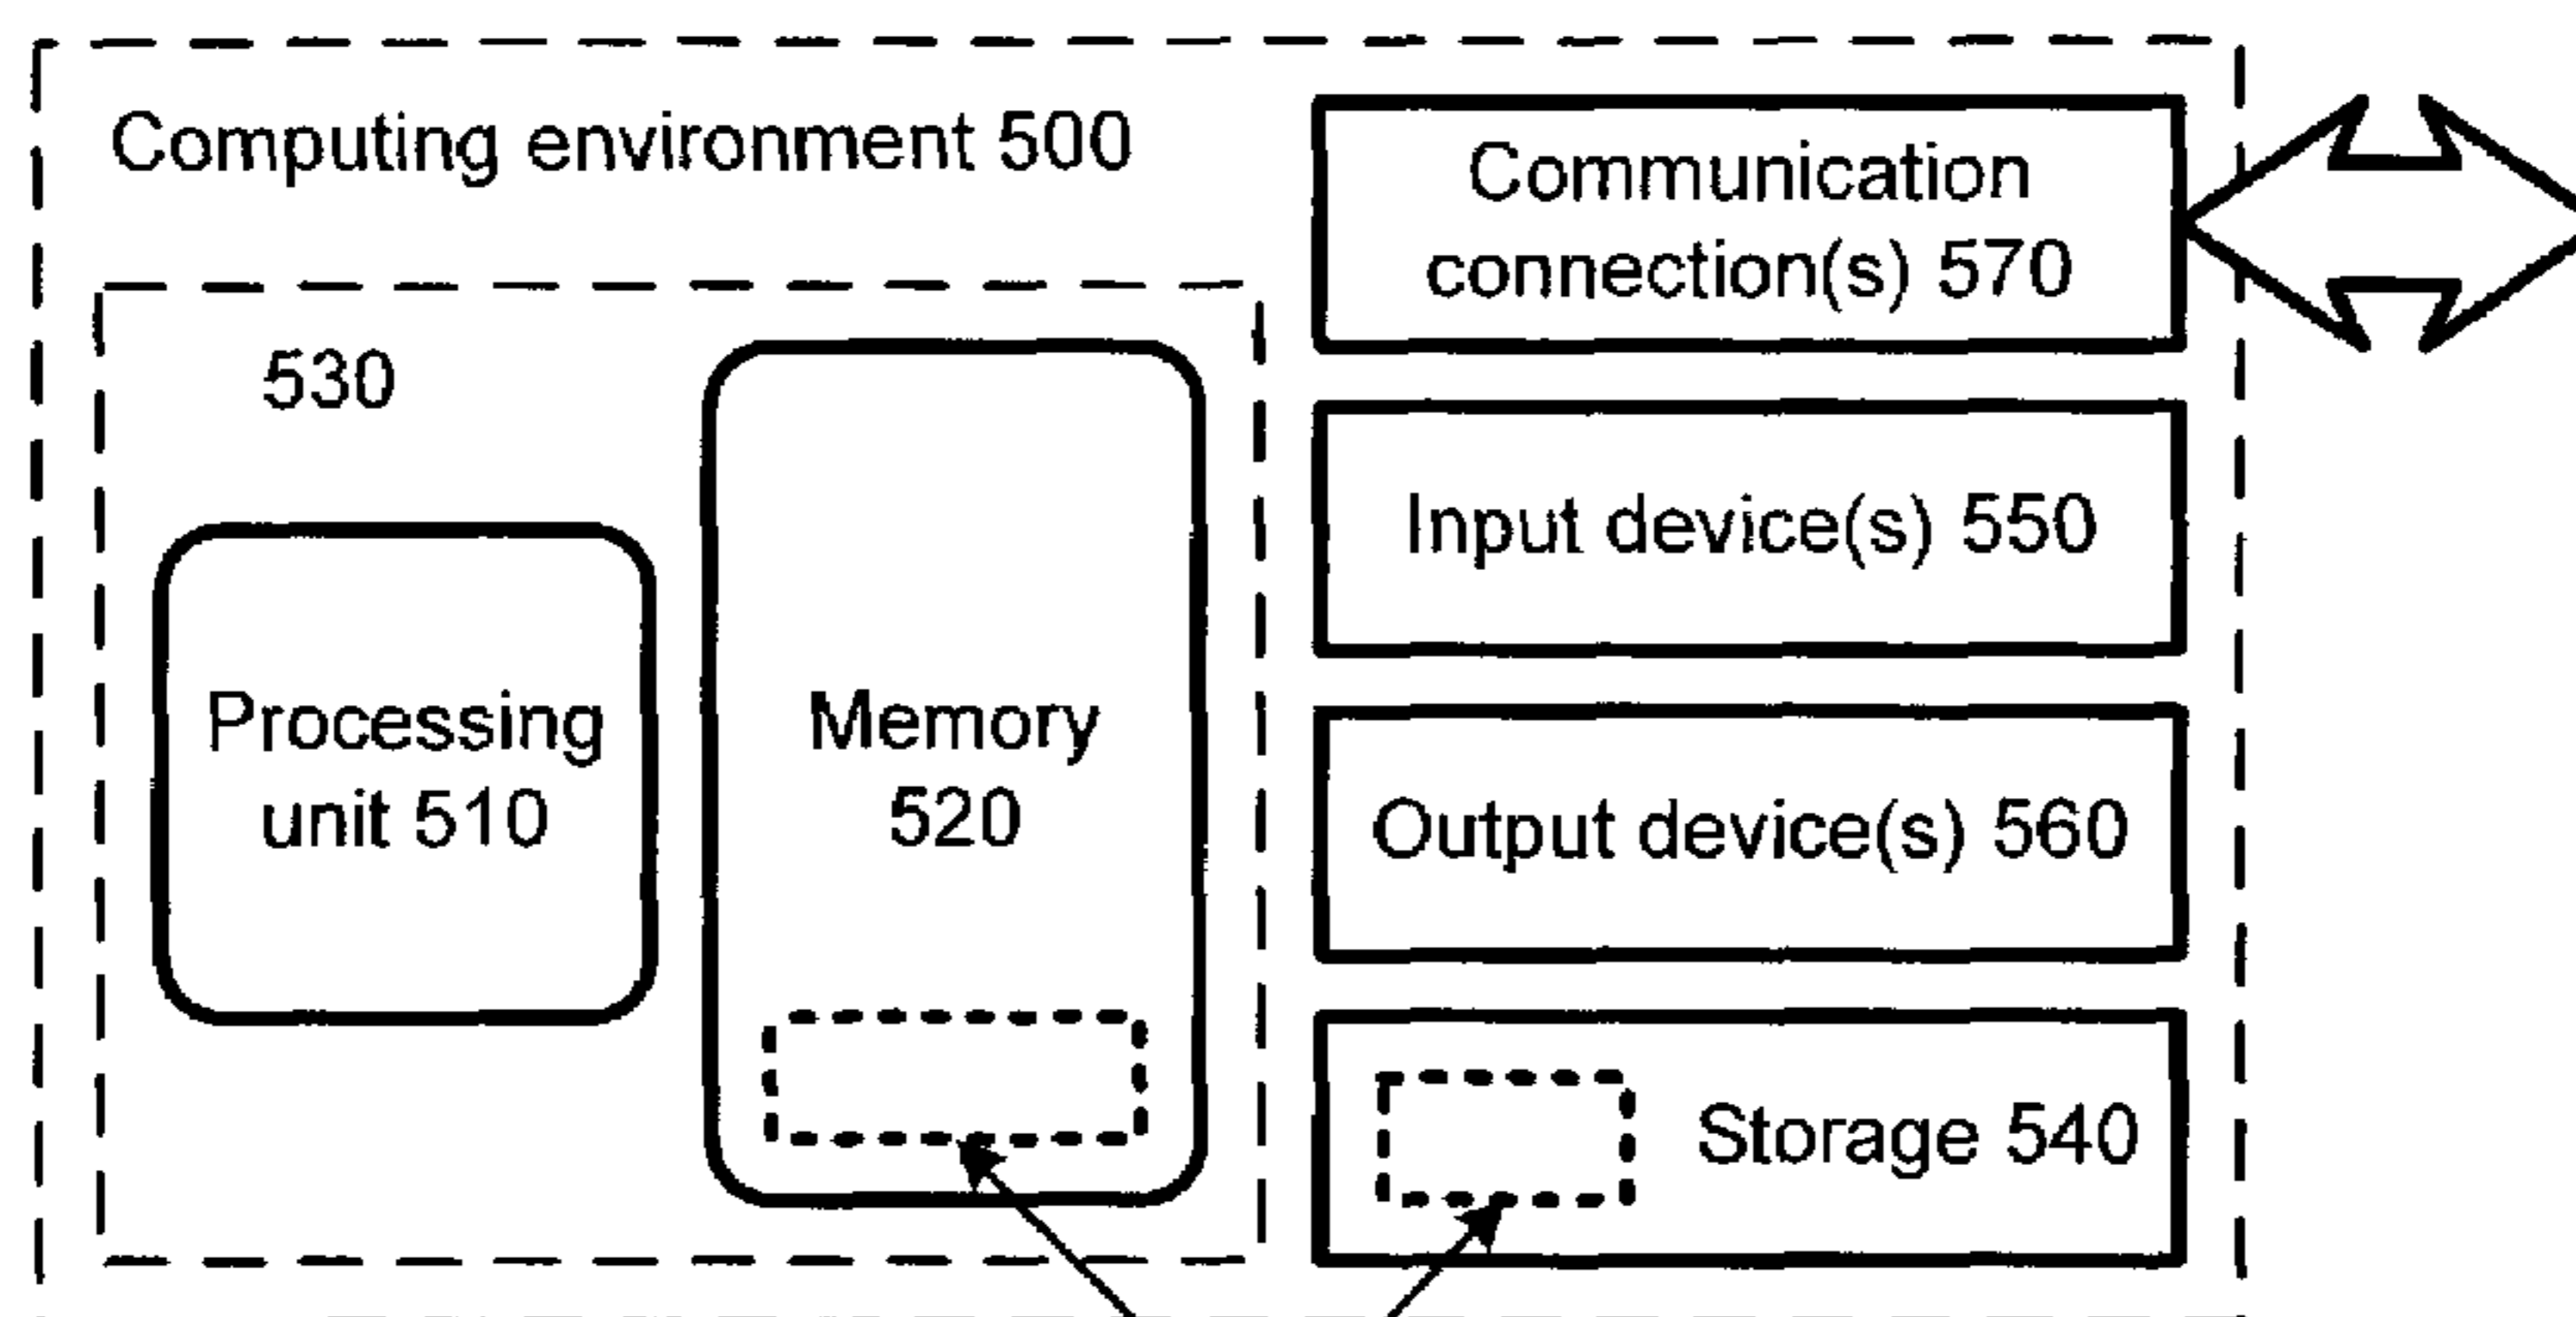 Computing environment 500
Communication
connection(s) 570
530
Input device(s) 550
Processing
unit 510
Memory
520
Output device(s) 560
Storage 540